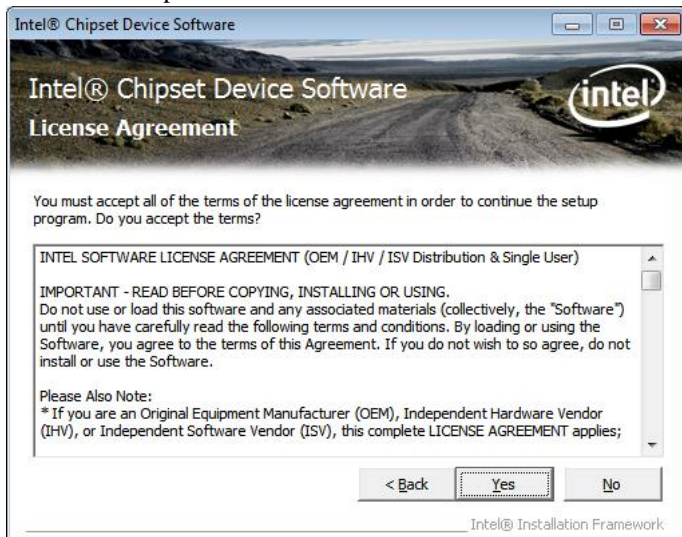 Intel® Chipset Device Software
Intel® Chipset Device Software
intel
License Agreement
You must accept all of the terms of the license agreement in order to continue the setup
program. Do you accept the terms?
INTEL SOFTWARE LICENSE AGREEMENT (OEM / IHV / ISV Distribution & Single User)
IMPORTANT - READ BEFORE COPYING, INSTALLING OR USING.
Do not use or load this software and any associated materials (collectively, the "Software")
until you have carefully read the following terms and conditions. By loading or using the
Software, you agree to the terms of this Agreement. If you do not wish to so agree, do not
install or use the Software.
Please Also Note:
* If you are an Original Equipment Manufacturer (OEM), Independent Hardware Vendor
(IHV), or Independent Software Vendor (ISV), this complete LICENSE AGREEMENT applies;
< Back Yes No
Intel® Installation Framework